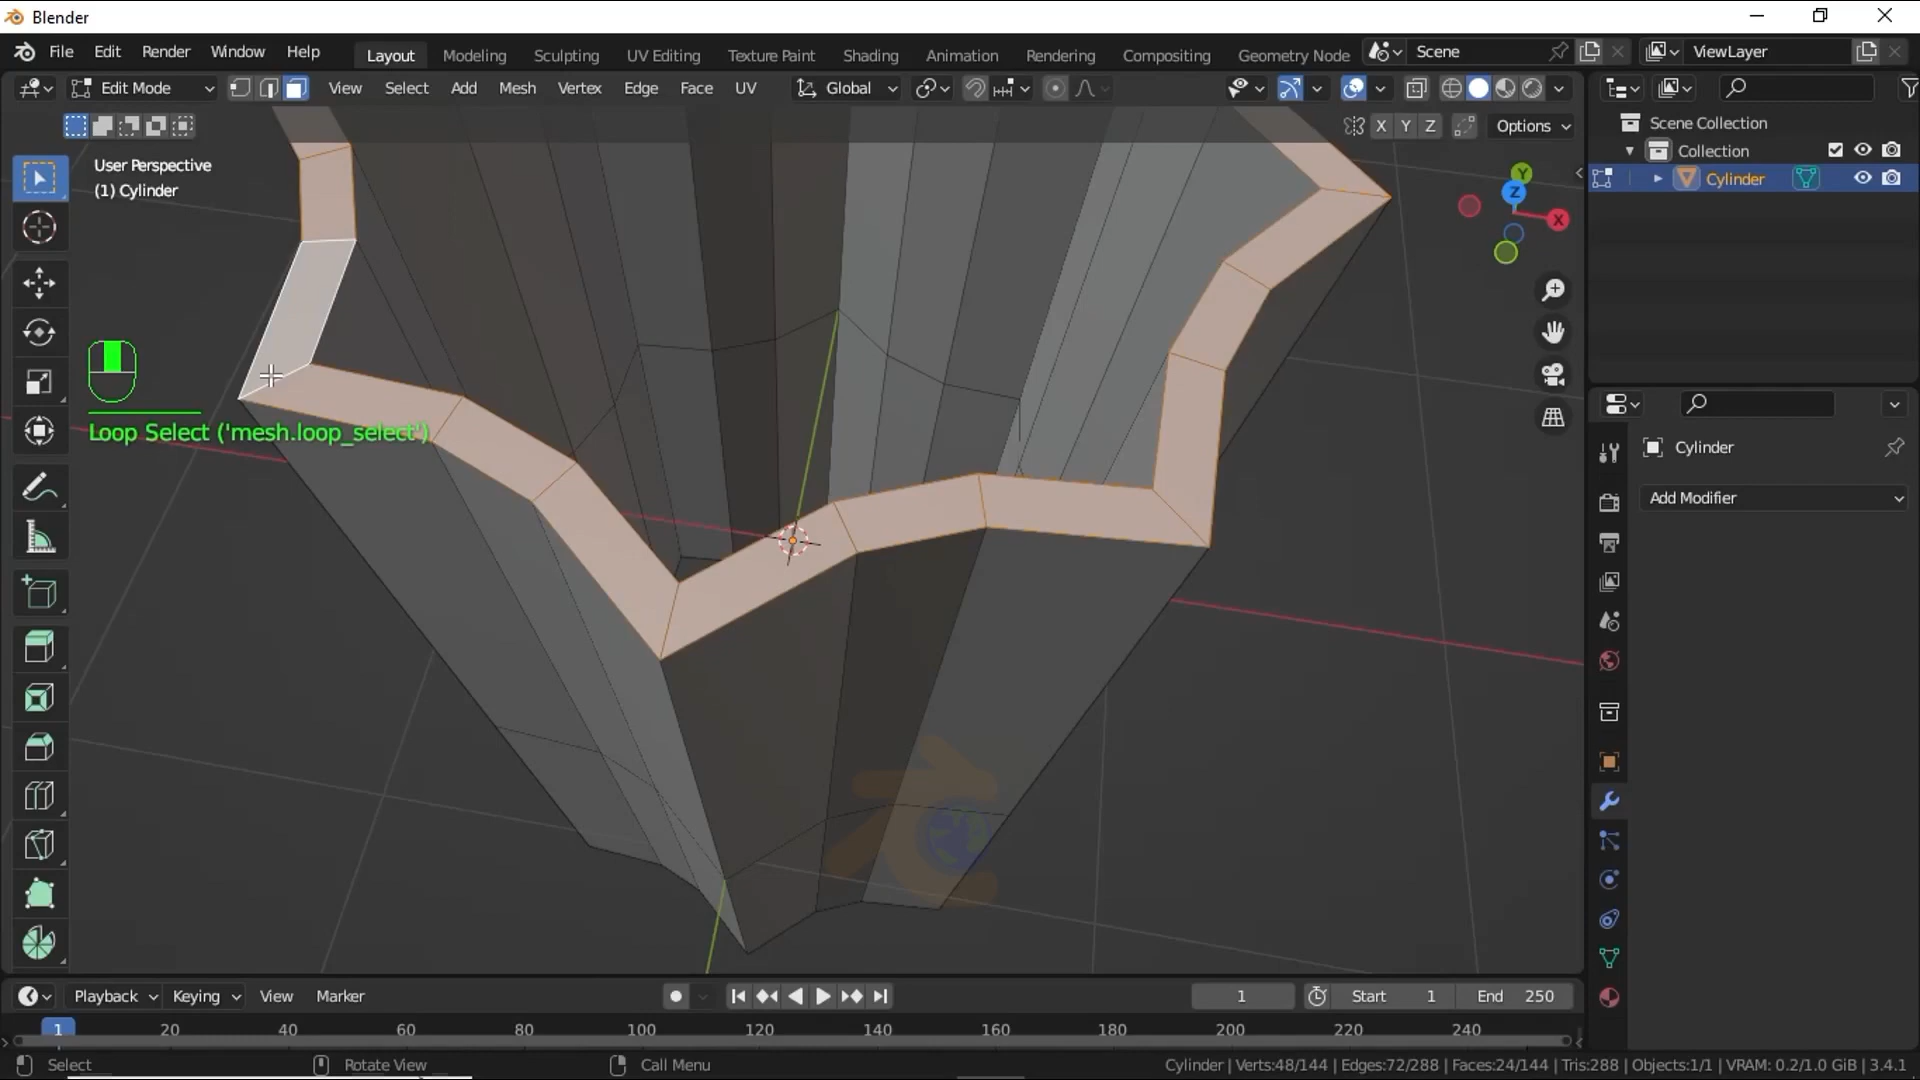 Blender
File Edit Render Window Help Layout Modeling Sculpting UV Editing Texture Paint Shading Animation Rendering Compositing Geometry Node Scene ViewLayer
Edit Mode View Select Add Mesh Vertex Edge Face UV Global
X Y Z Options
User Perspective
(1) Cylinder
Y
Z
X
Loop Select ('mesh.loop_select')
Scene Collection
Collection
Cylinder
Cylinder
Add Modifier
Playback Keying View Marker 1 Start 1 End 250
1 20 40 60 80 100 120 140 160 180 200 220 240
Select Rotate View Call Menu Cylinder | Verts:48/144 | Edges:72/288 | Faces:24/144 | Tris:288 | Objects:1/1 | VRAM: 0.2/1.0 GiB | 3.4.1